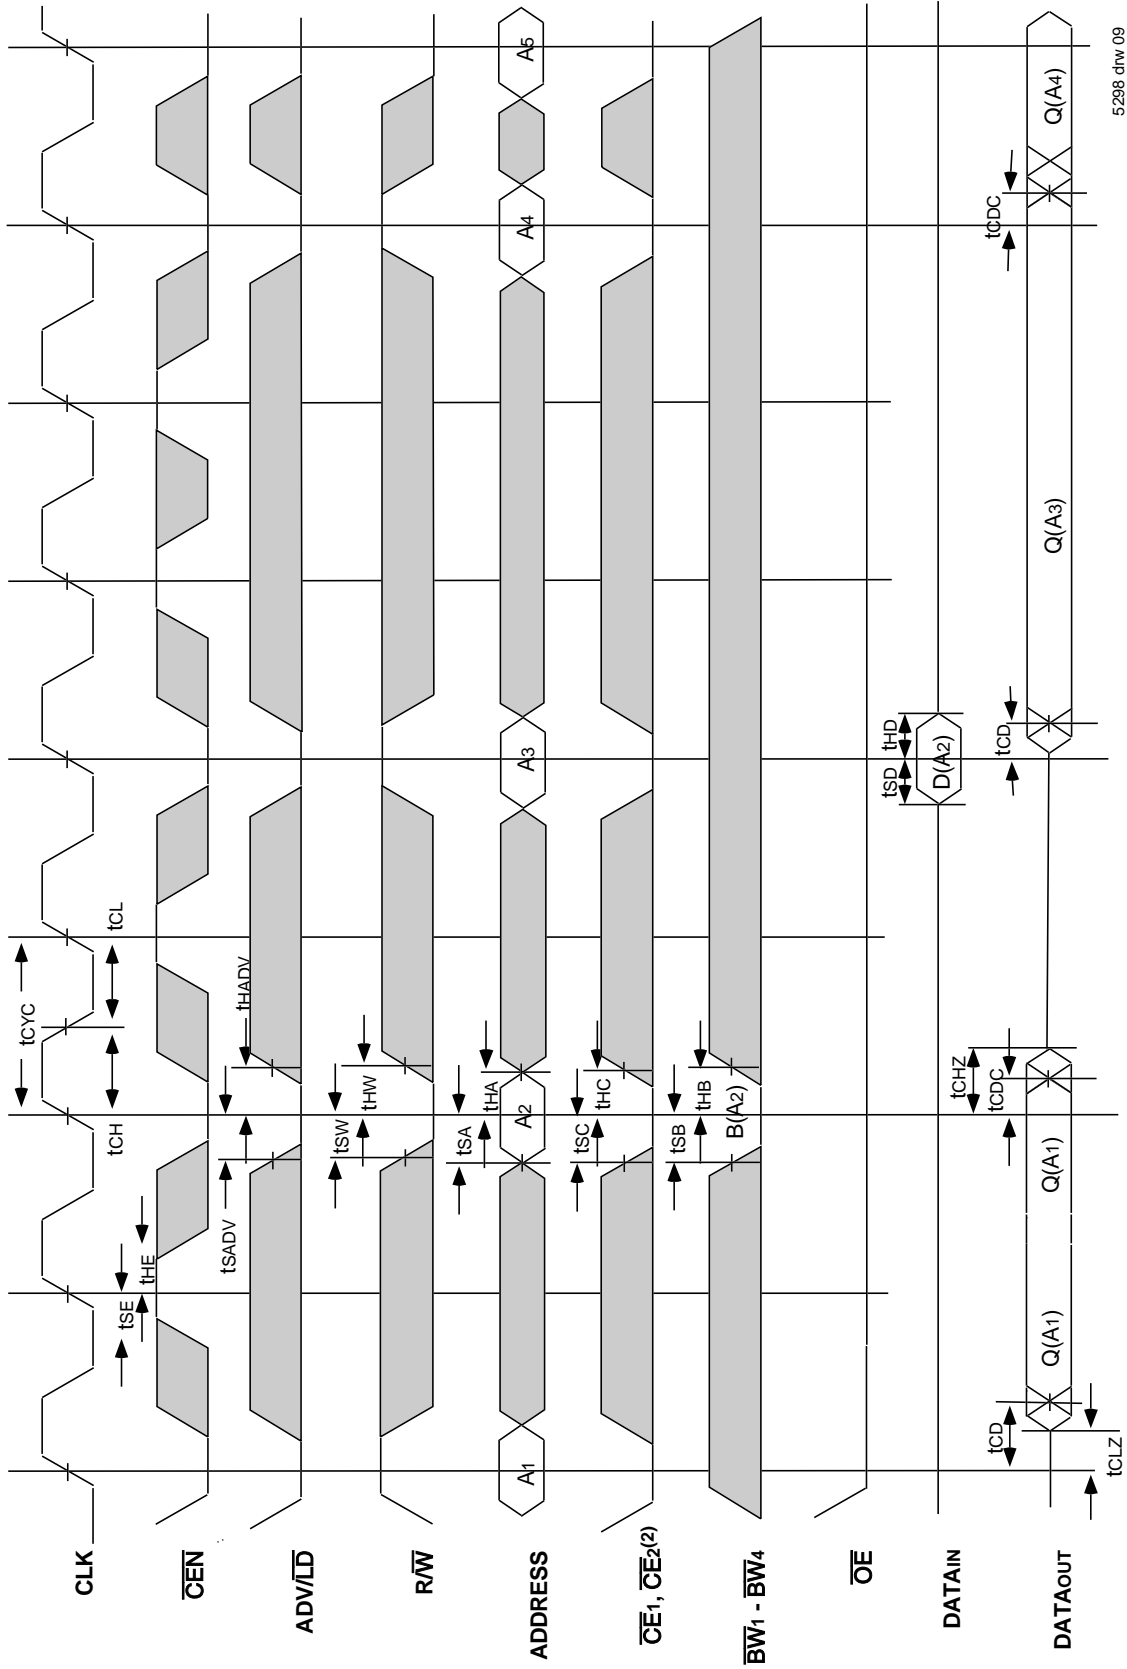 CLK
CEN
ADV/LD
R/W
ADDRESS
CE1, CE2(2)
BW1 - BW4
OE
DATAIN
DATAOUT
tCYC
tCH
tCL
tSE
tHE
tSADV
tHADV
tSW
tHW
tSA
tHA
A1
A2
A3
A4
A5
tSC
tHC
tSB
tHB
B(A2)
tSD
tHD
D(A2)
tCD
tCLZ
Q(A1)
Q(A1)
tCHZ
tCDC
tCD
Q(A3)
tCDC
Q(A4)
5298 drw 09